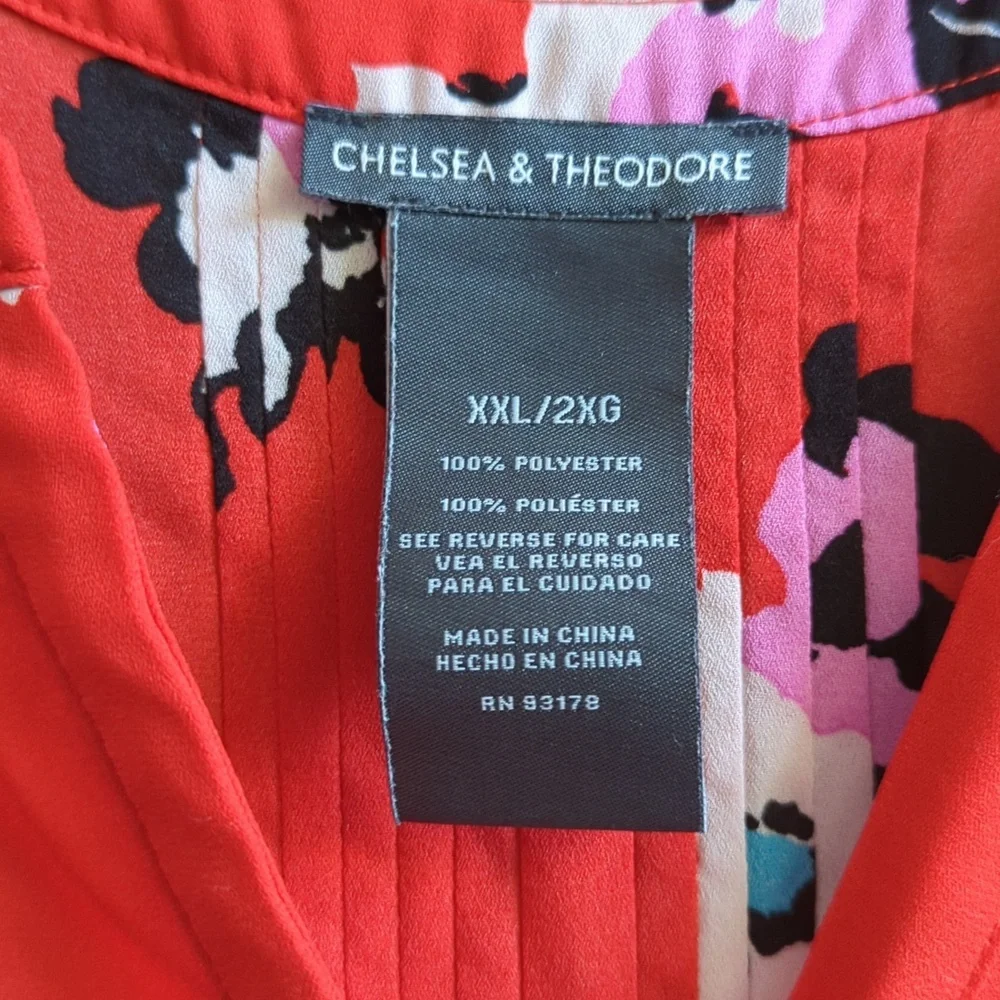 CHELSEA & THEODORE
XXL/2XG
100% POLYESTER
100% POLIÉSTER
SEE REVERSE FOR CARE
VEA EL REVERSO
PARA EL CUIDADO
MADE IN CHINA
HECHO EN CHINA
RN 93178